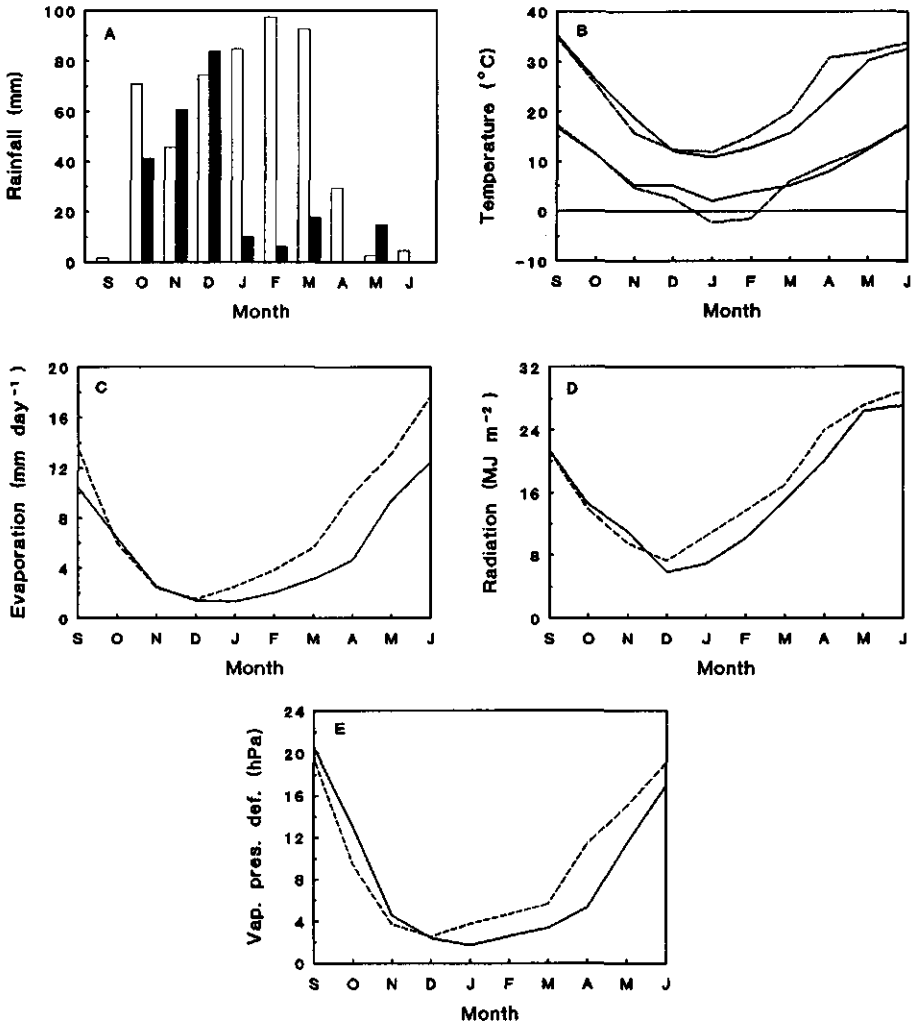 A
Rainfall (mm)
100
80
60
40
20
0
S O N D J F M A M J
Month
B
Temperature (°C)
40
30
20
10
0
-10
S O N D J F M A M J
Month
C
Evaporation (mm day⁻¹)
20
16
12
8
4
0
S O N D J F M A M J
Month
D
Radiation (MJ m⁻²)
32
24
16
8
0
S O N D J F M A M J
Month
E
Vap. pres. def. (hPa)
24
20
16
12
8
4
0
S O N D J F M A M J
Month